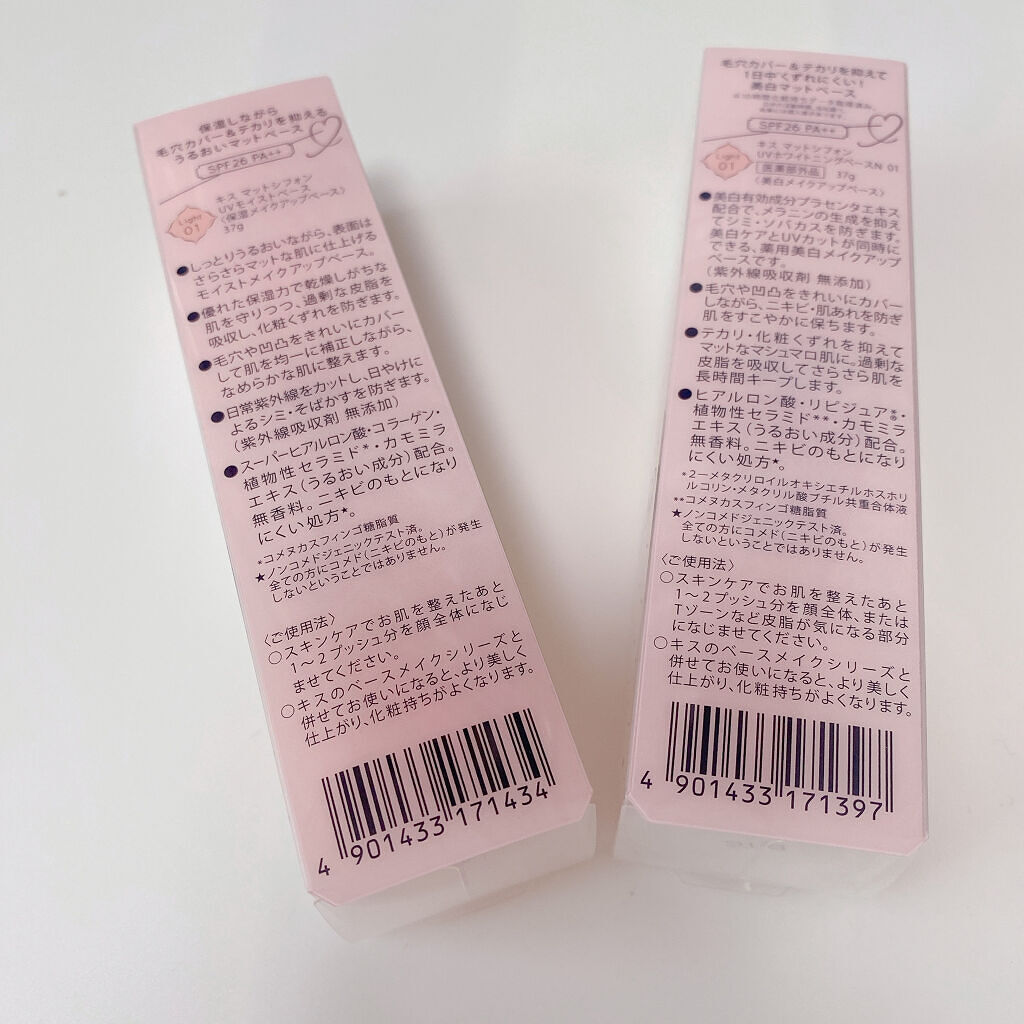 保湿しながら
毛穴カバー＆テカリを抑える
うるおいマットベース
SPF26 PA++
Light
01
キス マットシフォン
UVモイストベース
〈保湿メイクアップベース〉
37g
●しっとりうるおいながら、表面は
さらさらマットな肌に仕上げる
モイストメイクアップベース。
●優れた保湿力で乾燥しがちな
肌を守りつつ、過剰な皮脂を
吸収し、化粧くずれを防ぎます。
●毛穴や凹凸をきれいにカバー
して肌を均一に補正しながら、
なめらかな肌に整えます。
●日常紫外線をカットし、日やけに
よるシミ・そばかすを防ぎます。
（紫外線吸収剤 無添加）
●スーパーヒアルロン酸・コラーゲン・
植物性セラミド*・カモミラ
エキス（うるおい成分）配合。
無香料。ニキビのもとになり
にくい処方★。
*コメヌカスフィンゴ糖脂質
★ノンコメドジェニックテスト済。
全ての方にコメド（ニキビのもと）が発生
しないということではありません。
〈ご使用法〉
○スキンケアでお肌を整えたあと
1〜2プッシュ分を顔全体になじ
ませてください。
○キスのベースメイクシリーズと
併せてお使いになると、より美しく
仕上がり、化粧持ちがよくなります。
4 901433 171434
毛穴カバー＆テカリを抑えて
1日中くずれにくい！
美白マットベース
SPF26 PA++
Light
01
キス マットシフォン
UVホワイトニングベースN 01
医薬部外品 37g
〈美白メイクアップベース〉
●美白有効成分プラセンタエキス
配合で、メラニンの生成を抑え
てシミ・ソバカスを防ぎます。
美白ケアとUVカットが同時に
できる、薬用美白メイクアップ
ベースです。
（紫外線吸収剤 無添加）
●毛穴や凹凸をきれいにカバー
しながら、ニキビ・肌あれを防ぎ
肌をすこやかに保ちます。
●テカリ・化粧くずれを抑えて
マットなマシュマロ肌に。過剰な
皮脂を吸収してさらさら肌を
長時間キープします。
●ヒアルロン酸・リピジュア®*・
植物性セラミド**・カモミラ
エキス（うるおい成分）配合。
無香料。ニキビのもとになり
にくい処方★。
*2－メタクリロイルオキシエチルホスホリ
ルコリン・メタクリル酸ブチル共重合体液
**コメヌカスフィンゴ糖脂質
★ノンコメドジェニックテスト済。
全ての方にコメド（ニキビのもと）が発生
しないということではありません。
〈ご使用法〉
○スキンケアでお肌を整えたあと
1〜2プッシュ分を顔全体、または
Tゾーンなど皮脂が気になる部分
になじませてください。
○キスのベースメイクシリーズと
併せてお使いになると、より美しく
仕上がり、化粧持ちがよくなります。
4 901433 171397